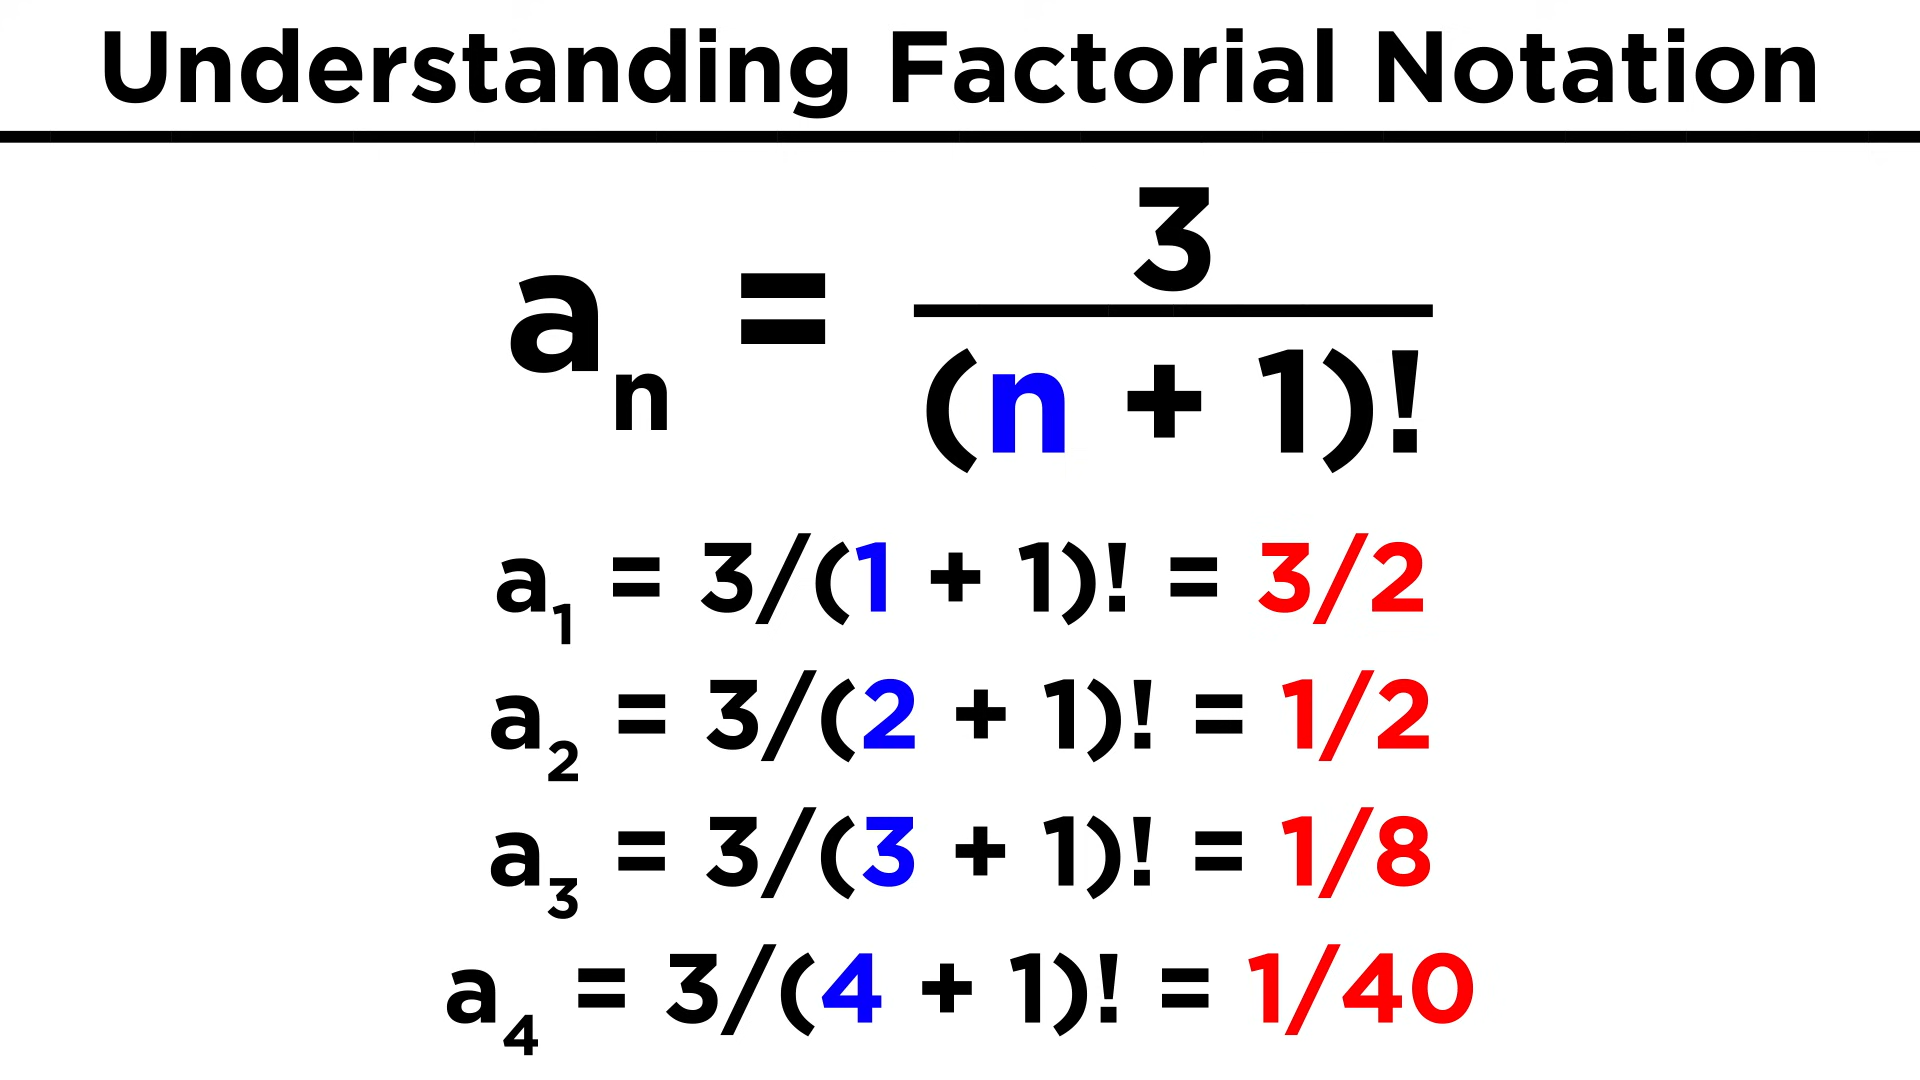 Understanding Factorial Notation
aₙ = 3/(n + 1)!
a₁ = 3/(1 + 1)! = 3/2
a₂ = 3/(2 + 1)! = 1/2
a₃ = 3/(3 + 1)! = 1/8
a₄ = 3/(4 + 1)! = 1/40